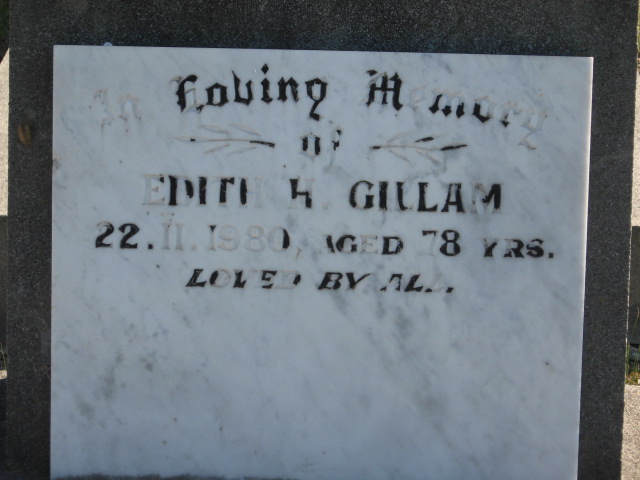 In Loving Memory
of
EDITH H. GILLAM
22.11.1980, AGED 78 YRS.
LOVED BY ALL.